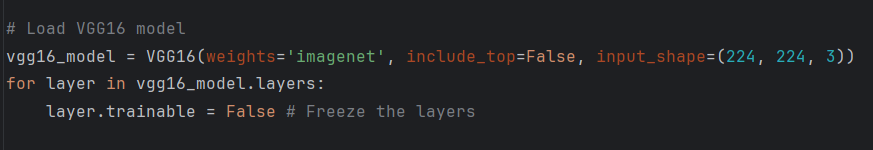 # Load VGG16 model
vgg16_model = VGG16(weights='imagenet', include_top=False, input_shape=(224, 224, 3))
for layer in vgg16_model.layers:
    layer.trainable = False # Freeze the layers